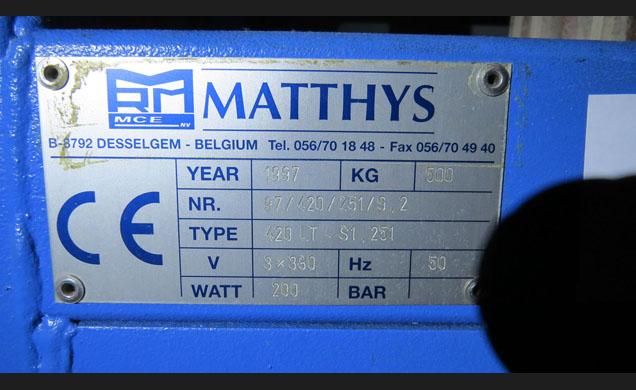 MRM
MCE NV
MATTHYS
B-8792 DESSELGEM - BELGIUM Tel. 056/70 18 48 - Fax 056/70 49 40
CE
YEAR 1997 KG 500
NR. 97/420/251/S.2
TYPE 420 LT - S1.251
V 3×380 Hz 50
WATT 200 BAR